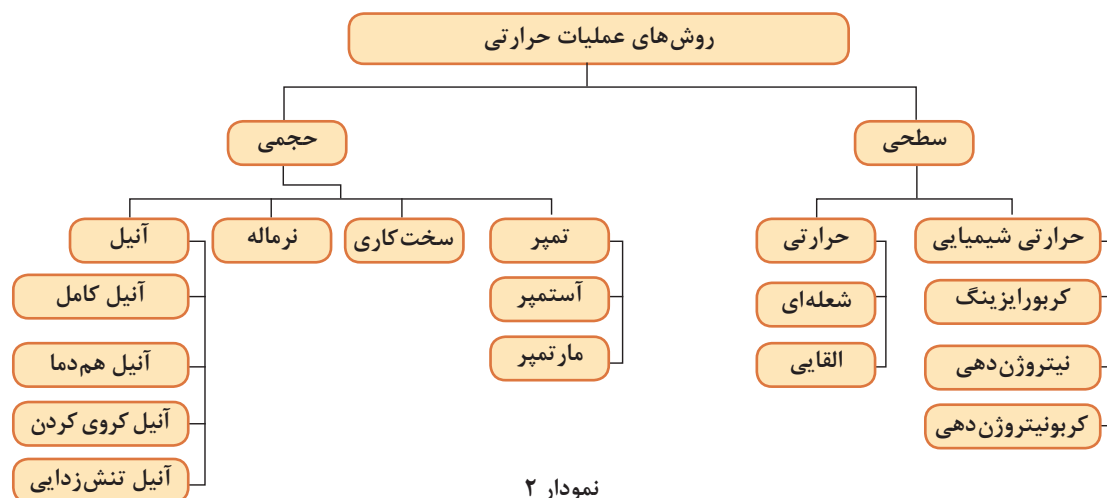 روش‌های عملیات حرارتی
سطحی
حجمی
حرارتی شیمیایی
کربورایزینگ
نیتروژن‌دهی
کربونیتروژن‌دهی
حرارتی
شعله‌ای
القایی
تمپر
آستمپر
مارتمپر
سخت‌کاری
نرماله
آنیل
آنیل کامل
آنیل هم‌دما
آنیل کروی کردن
آنیل تنش‌زدایی
نمودار ۲